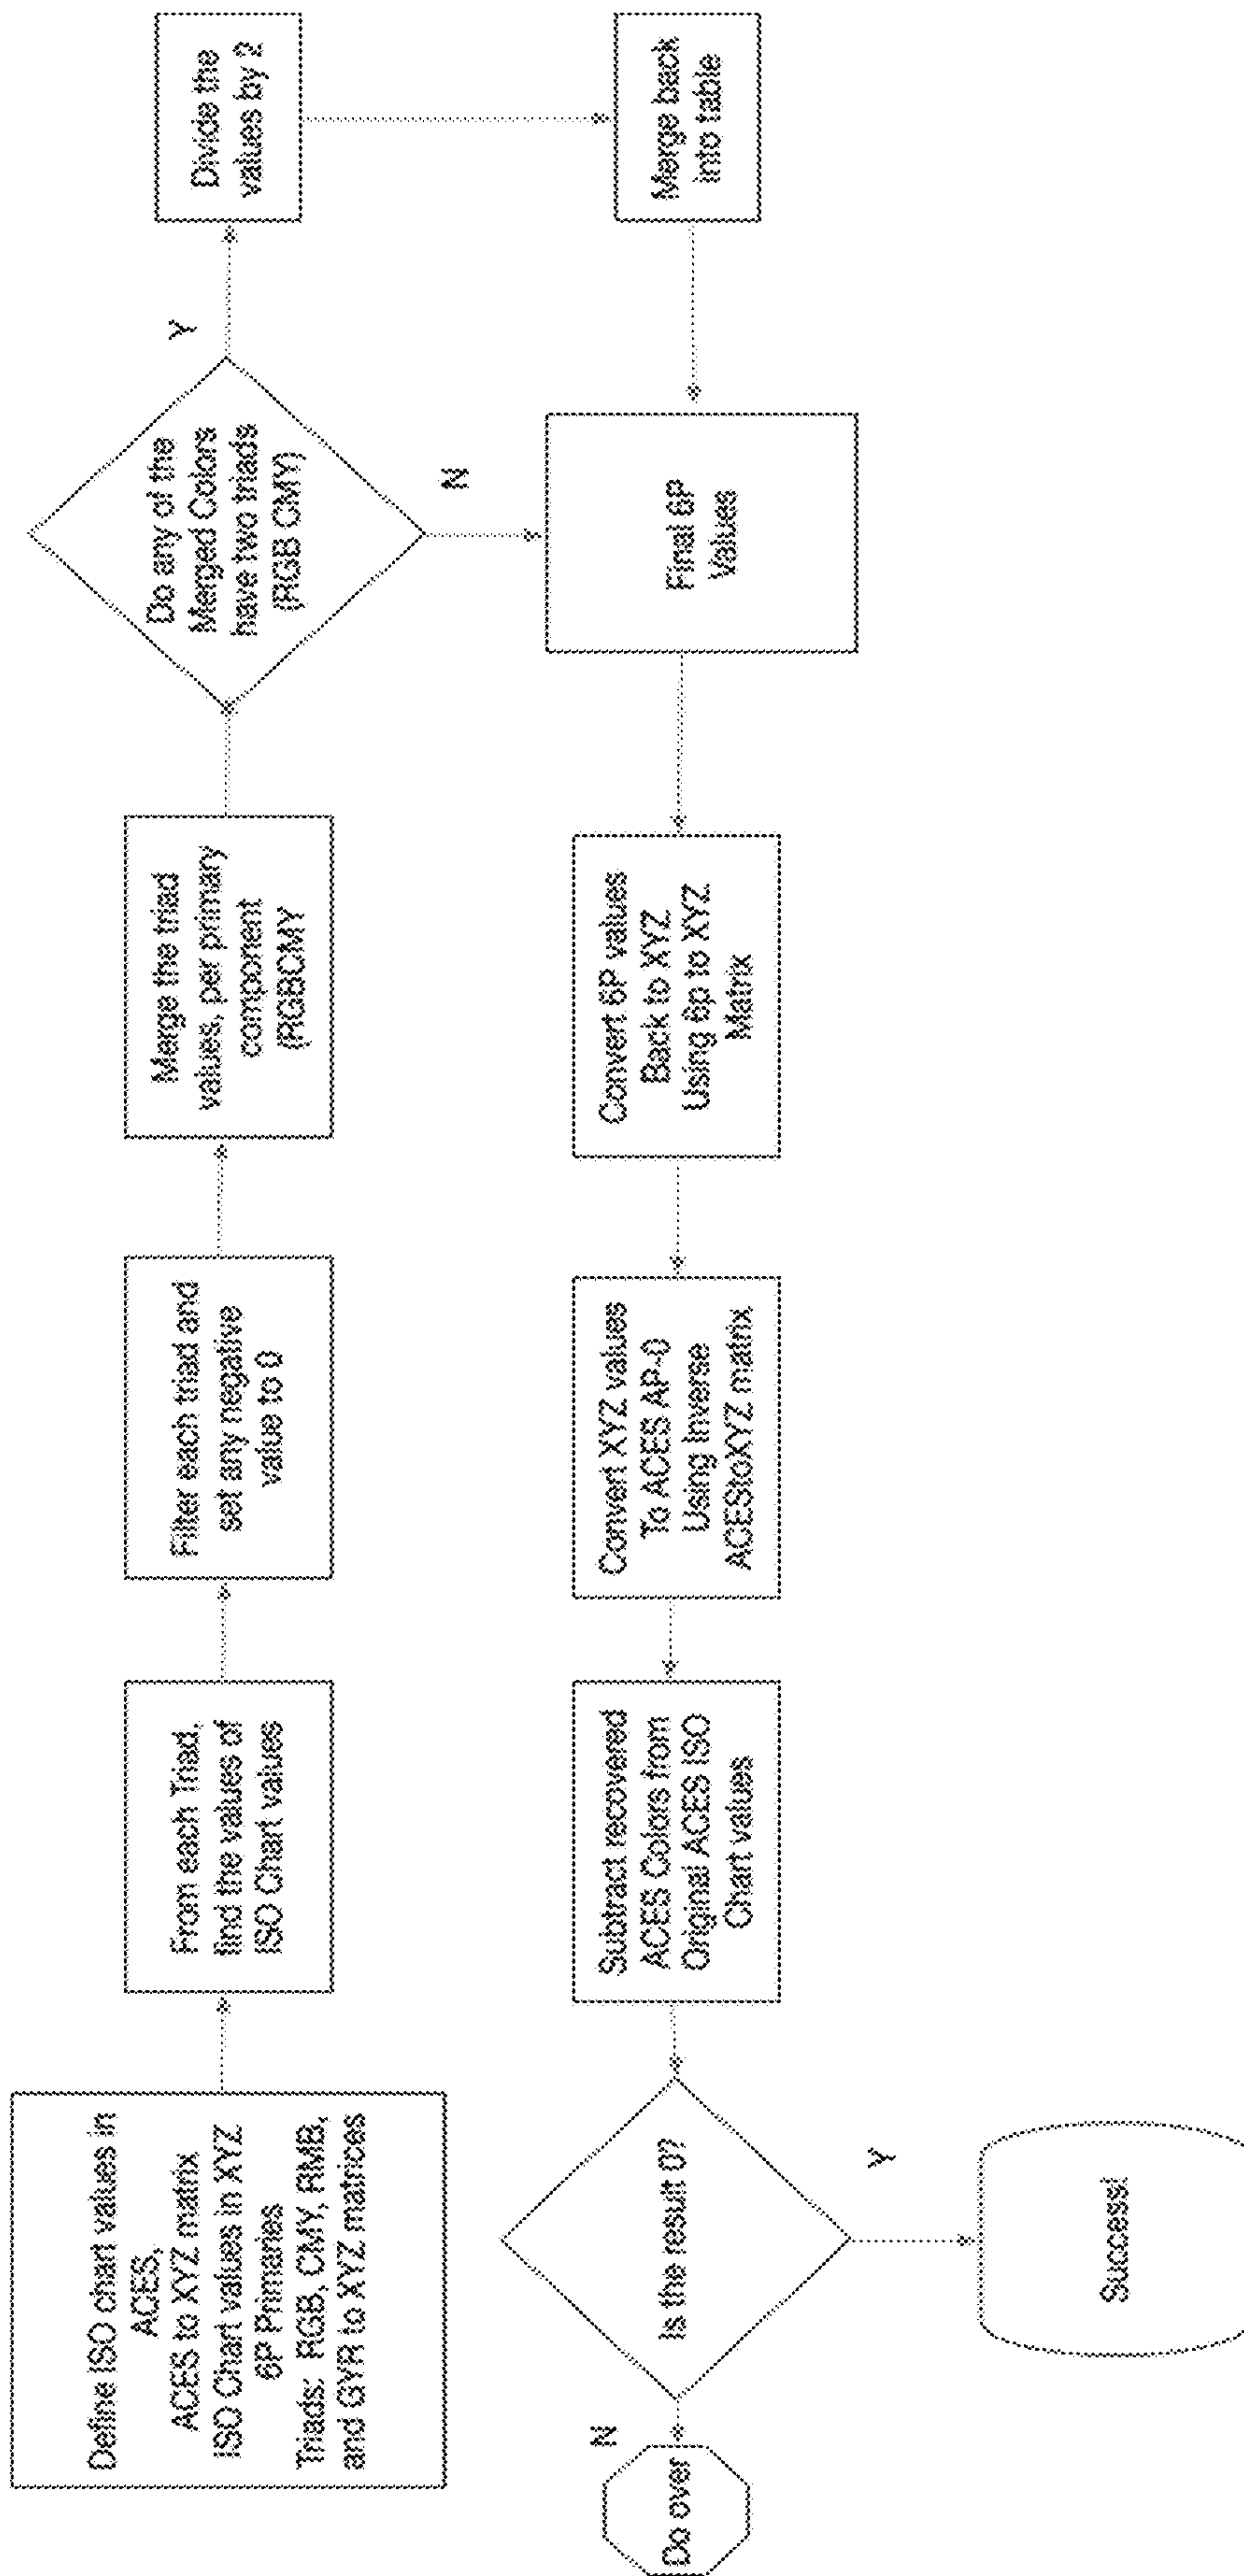 Define ISO chart values in
ACES,
ACES to XYZ matrix
ISO Chart values in XYZ
6P Primaries
Triads: RGB, CMY, RMB,
and GYR to XYZ matrices
From each Triad,
find the values of
ISO Chart values
Filter each triad and
set any negative
value to 0
Merge the triad
values, per primary
component
(RGBCMY
Do any of the
Merged Colors
have two triads
(RGB CMY)
Y
Divide the
values by 2
N
Merge back
into table
Final 6P
Values
Convert 6P values
Back to XYZ
Using 6p to XYZ
Matrix
Convert XYZ values
To ACES AP-0
Using Inverse
ACEStoXYZ matrix
Subtract recovered
ACES Colors from
Original ACES ISO
Chart values
Is the result 0?
N
Do over
Y
Success!